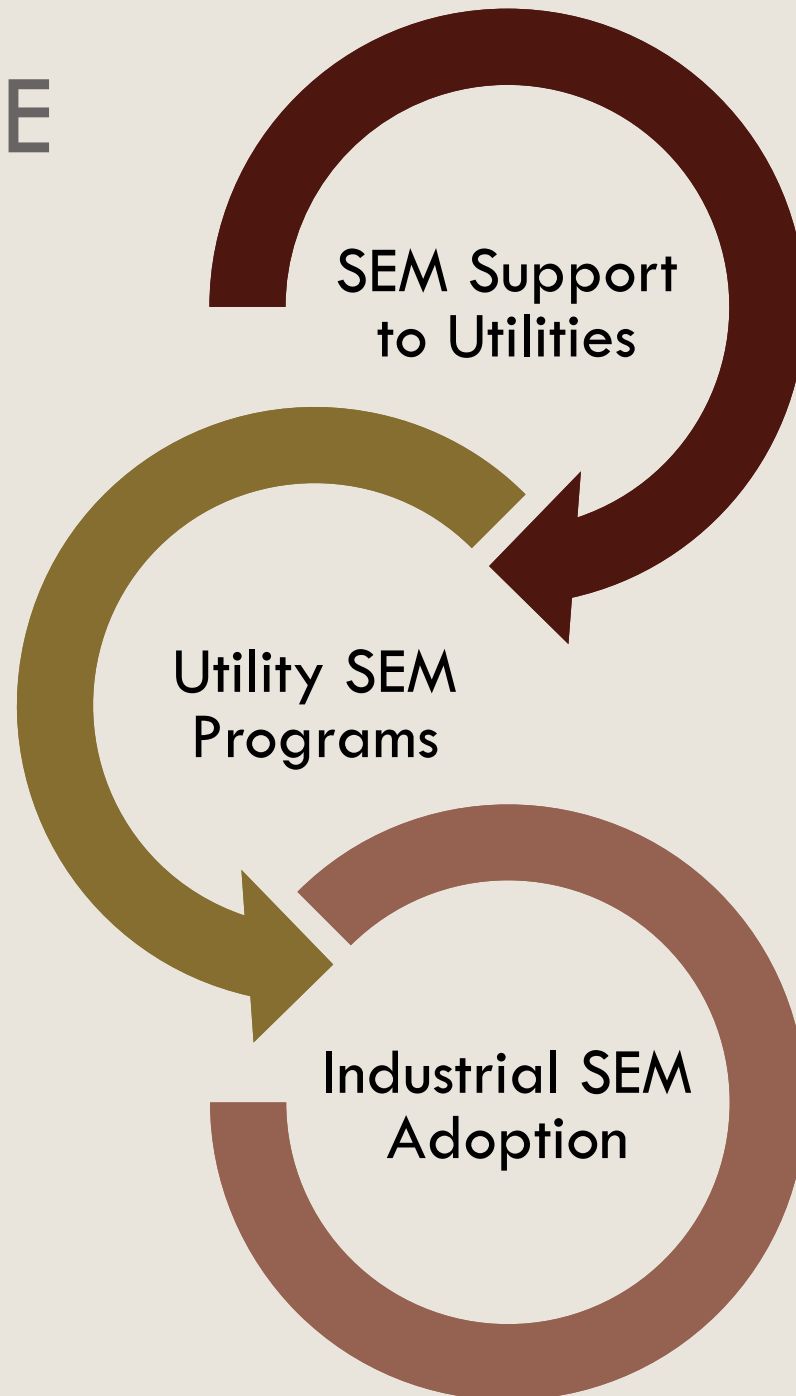 E
SEM Support
to Utilities
Utility SEM
Programs
Industrial SEM
Adoption